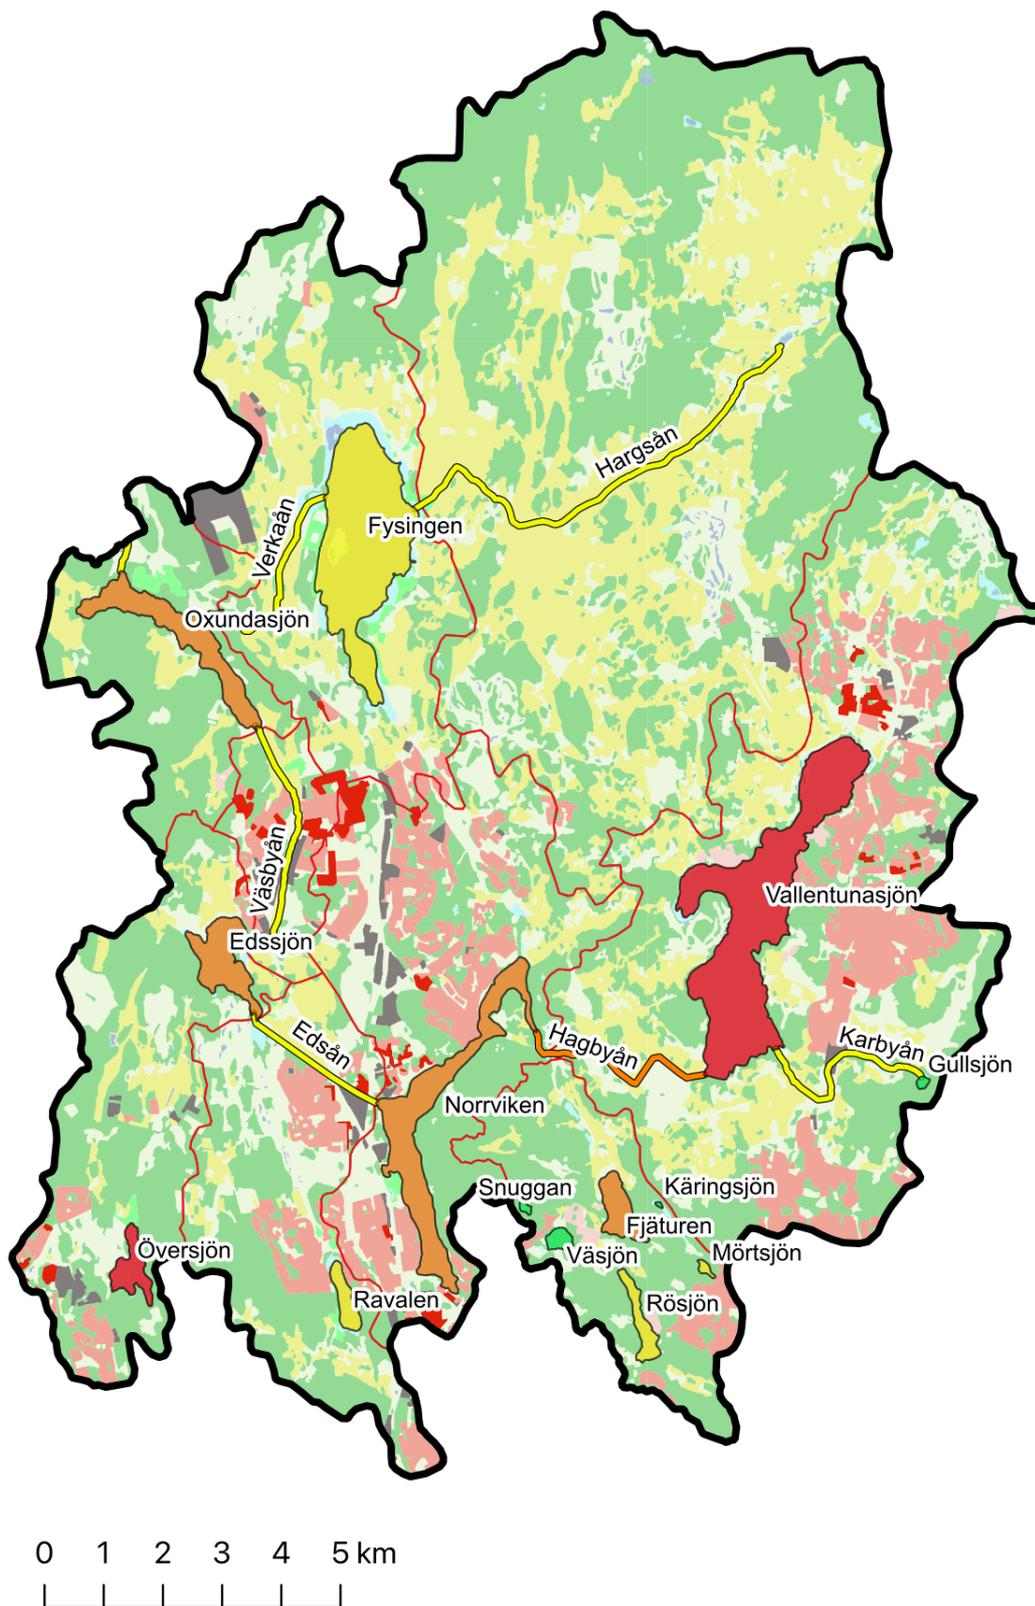 Hargsån
Fysingen
Verkaån
Oxundasjön
Väsbyån
Vallentunasjön
Edssjön
Edsån
Hagbyån
Karbyån
Gullsjön
Norrviken
Snuggan
Käringsjön
Fjäturen
Översjön
Väsjön
Mörtsjön
Ravalen
Rösjön
0 1 2 3 4 5 km